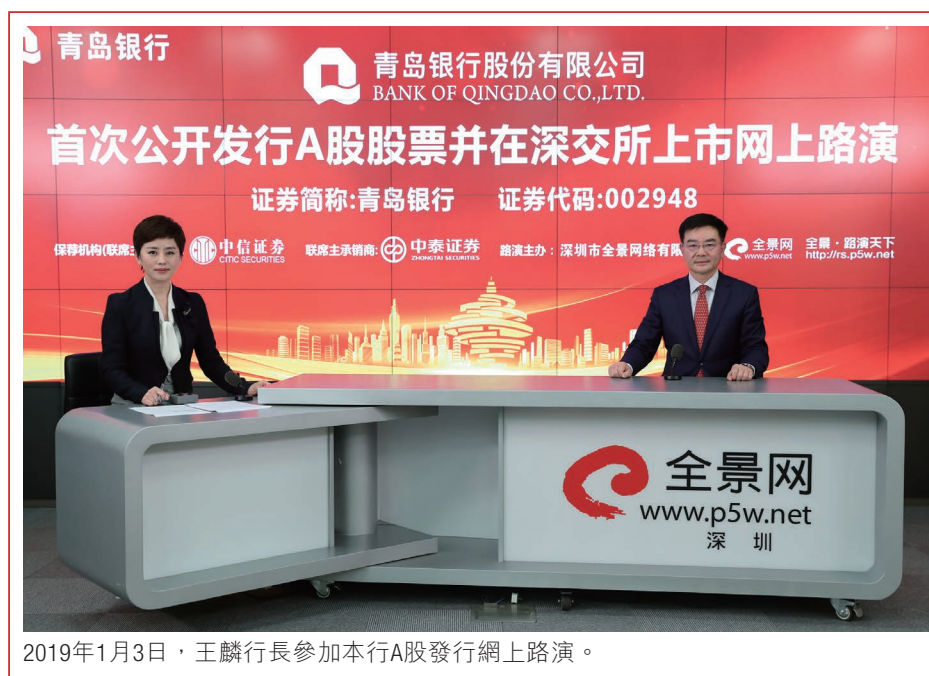 青岛银行
青岛银行股份有限公司
BANK OF QINGDAO CO.,LTD.
首次公开发行A股股票并在深交所上市网上路演
证券简称:青岛银行 证券代码:002948
保荐机构(联席主 中信证券 CITIC SECURITIES 联席主承销商: 中泰证券 ZHONGTAI SECURITIES 路演主办：深圳市全景网络有限 全景网 www.p5w.net 全景·路演天下 http://rs.p5w.net
全景网
www.p5w.net
深 圳
2019年1月3日，王麟行長參加本行A股發行網上路演。